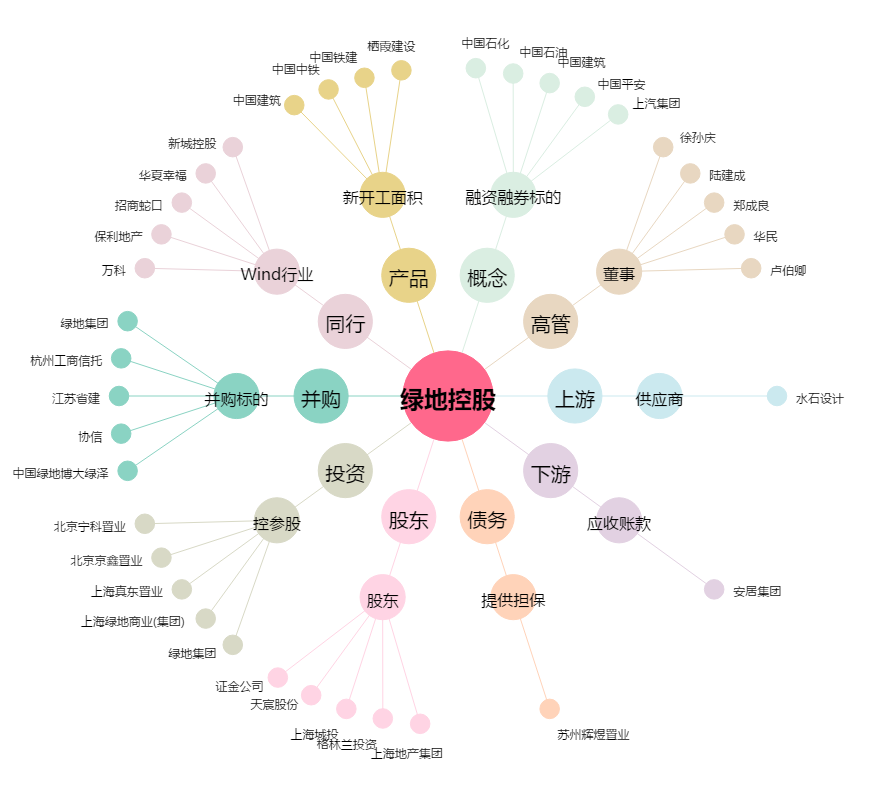 中国石化
栖霞建设
中国石油
中国铁建
中国建筑
中国中铁
中国平安
中国建筑
上汽集团
徐孙庆
新城控股
华夏幸福
陆建成
招商蛇口
新开工面积
融资融券标的
郑成良
保利地产
华民
万科
Wind行业
产品
概念
董事
卢伯卿
绿地集团
同行
高管
杭州工商信托
江苏省建
并购标的
并购
绿地控股
上游
供应商
水石设计
协信
中国绿地博大绿泽
投资
下游
北京宁科置业
控参股
股东
债务
应收账款
北京京鑫置业
上海真东置业
股东
提供担保
安居集团
上海绿地商业(集团)
绿地集团
证金公司
天宸股份
上海城投
格林兰投资
上海地产集团
苏州辉煜置业